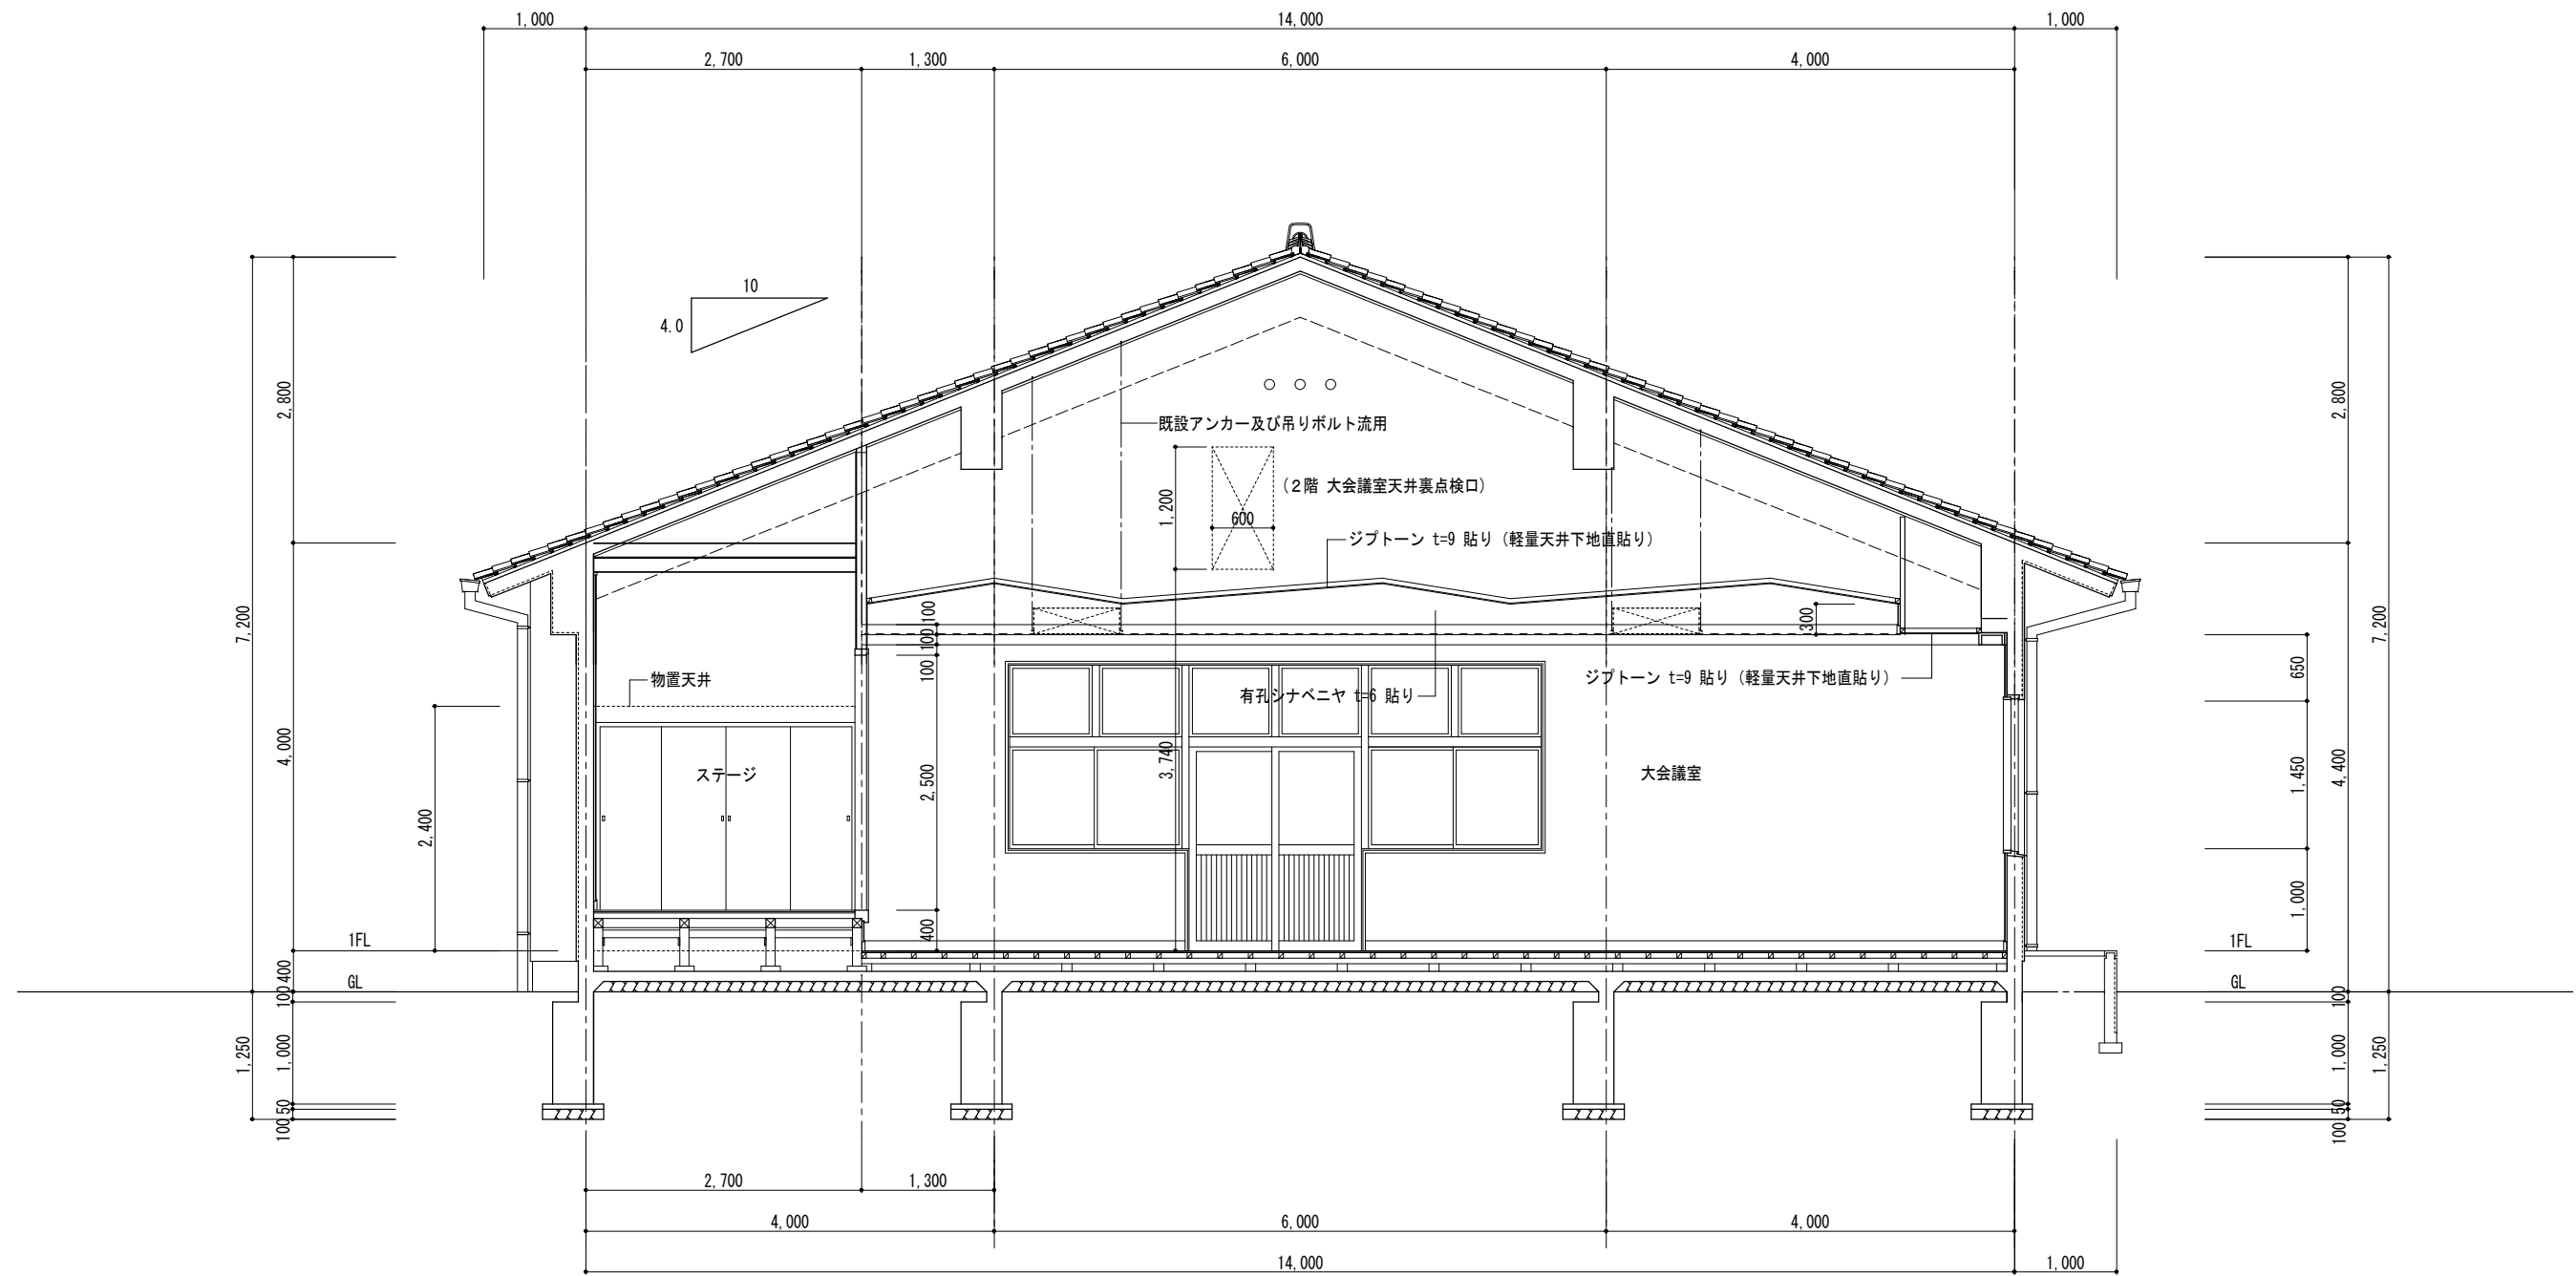 1,000 14,000 1,000
2,700 1,300 6,000 4,000
10
4.0
2,800
2,800
既設アンカー及び吊りボルト流用
(2階 大会議室天井裏点検口)
1,200
600
ジプトーン t=9 貼り (軽量天井下地直貼り)
7,200
7,200
100
100
100
300
650
物置天井
ジプトーン t=9 貼り (軽量天井下地直貼り)
有孔シナベニヤ t=6 貼り
4,000
4,400
3,740
2,500
ステージ
大会議室
1,450
2,400
1,000
400
1FL
1FL
400
GL
GL
100
100
1,250
1,000
1,000
1,250
50
50
100
100
2,700 1,300
4,000 6,000 4,000
14,000 1,000